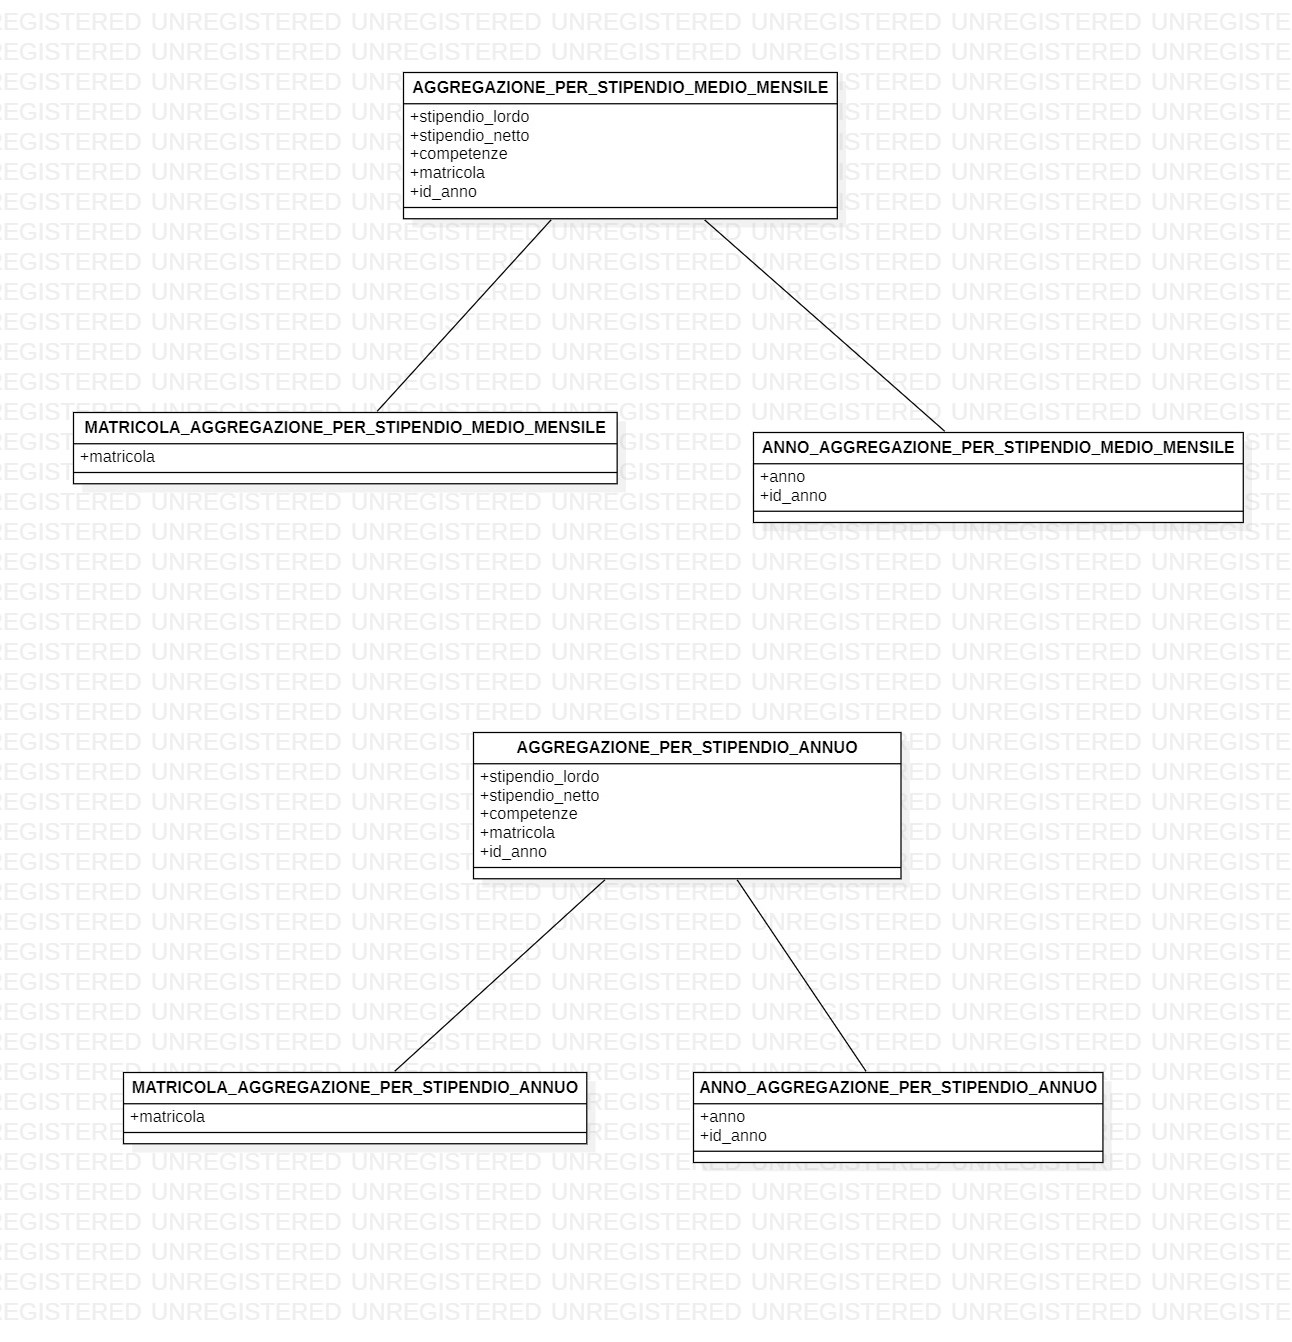 AGGREGAZIONE_PER_STIPENDIO_MEDIO_MENSILE
+stipendio_lordo
+stipendio_netto
+competenze
+matricola
+id_anno
MATRICOLA_AGGREGAZIONE_PER_STIPENDIO_MEDIO_MENSILE
+matricola
ANNO_AGGREGAZIONE_PER_STIPENDIO_MEDIO_MENSILE
+anno
+id_anno
AGGREGAZIONE_PER_STIPENDIO_ANNUO
+stipendio_lordo
+stipendio_netto
+competenze
+matricola
+id_anno
MATRICOLA_AGGREGAZIONE_PER_STIPENDIO_ANNUO
+matricola
ANNO_AGGREGAZIONE_PER_STIPENDIO_ANNUO
+anno
+id_anno
UNREGISTERED